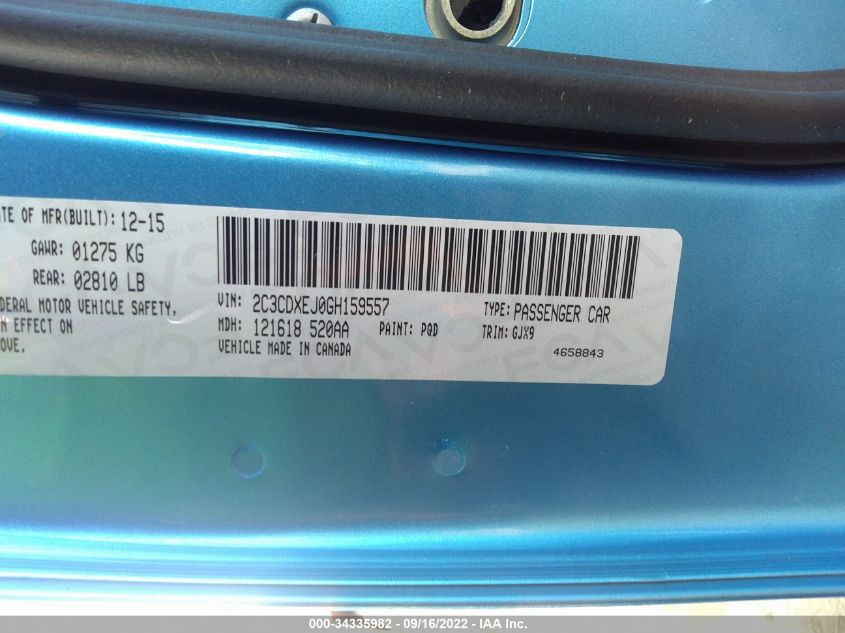 ATE OF MFR(BUILT): 12-15
GAWR: 01275 KG
REAR: 02810 LB
DERAL MOTOR VEHICLE SAFETY,
N EFFECT ON
OVE.
VIN: 2C3CDXEJ0GH159557 TYPE: PASSENGER CAR
MDH: 121618 520AA PAINT: PQD TRIM: GJX9
VEHICLE MADE IN CANADA 4658843
000-34335982 - 09/16/2022 - IAA Inc.